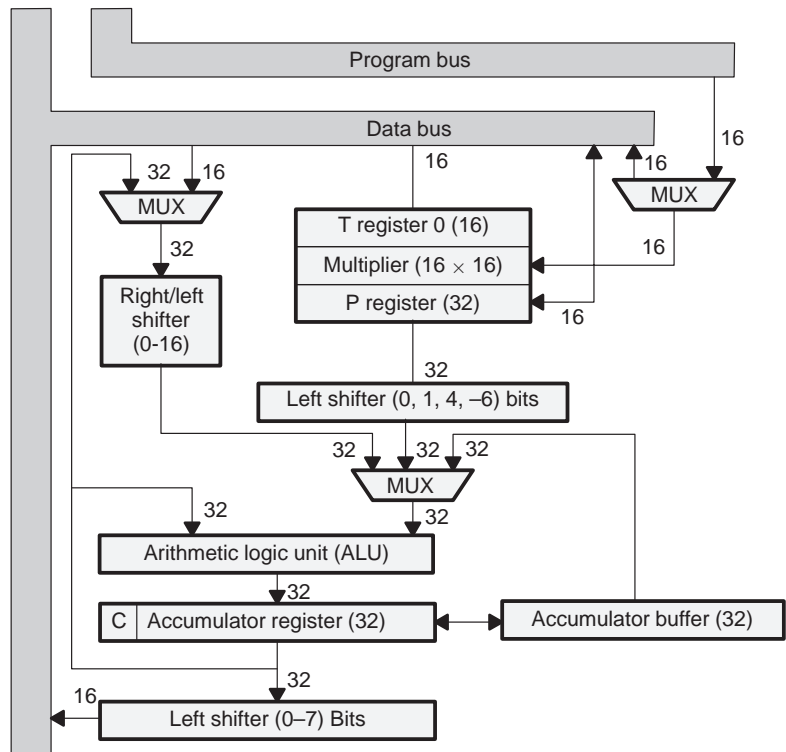 Program bus
Data bus
16
32
16
16
16
MUX
MUX
T register 0 (16)
32
16
Multiplier (16 × 16)
Right/left
shifter
(0-16)
P register (32)
16
32
Left shifter (0, 1, 4, –6) bits
32
32
32
MUX
32
32
Arithmetic logic unit (ALU)
32
C
Accumulator register (32)
Accumulator buffer (32)
32
16
Left shifter (0–7) Bits